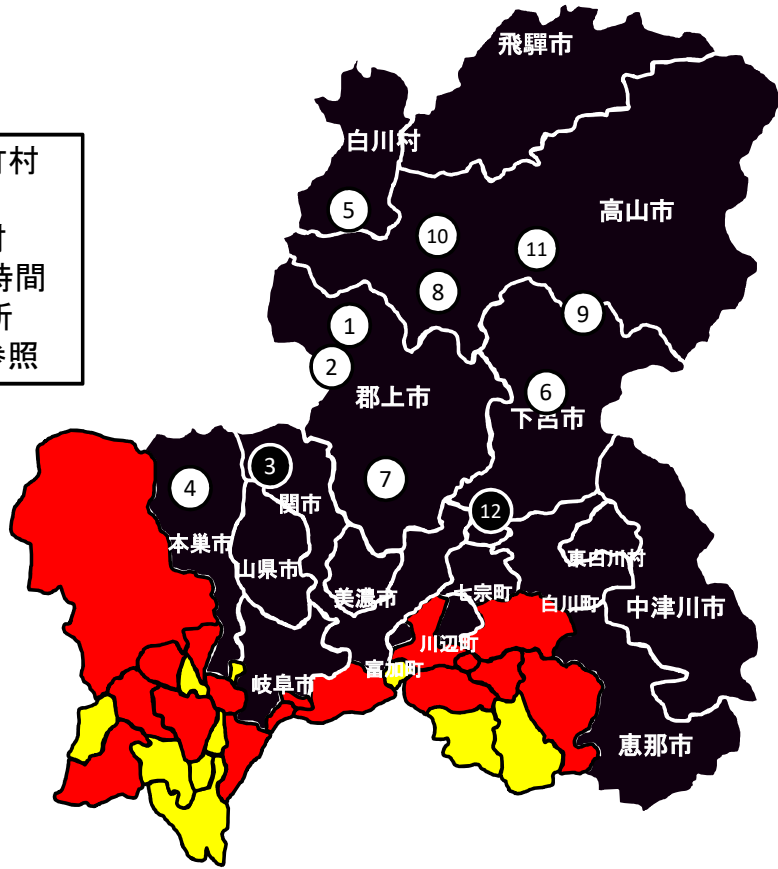 町村
村
時間
所
参照
飛驒市
白川村
高山市
5
10
11
8
1
9
2
郡上市
6
下呂市
3
7
4
関市
12
本巣市
山県市
東白川村
美濃市
七宗町
白川町
中津川市
川辺町
富加町
岐阜市
恵那市